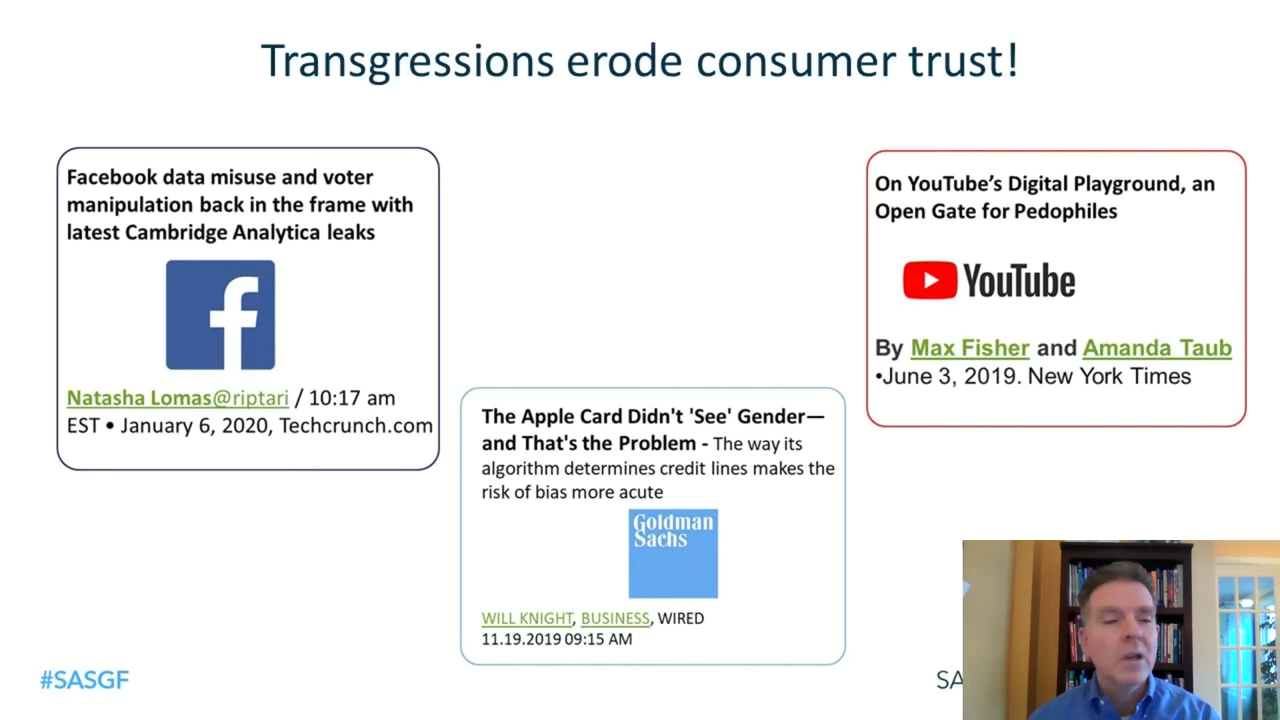 Transgressions erode consumer trust!
Facebook data misuse and voter
manipulation back in the frame with
latest Cambridge Analytica leaks
f
Natasha Lomas@riptari / 10:17 am
EST • January 6, 2020, Techcrunch.com
The Apple Card Didn't 'See' Gender—
and That's the Problem - The way its
algorithm determines credit lines makes the
risk of bias more acute
Goldman
Sachs
WILL KNIGHT, BUSINESS, WIRED
11.19.2019 09:15 AM
On YouTube's Digital Playground, an
Open Gate for Pedophiles
YouTube
By Max Fisher and Amanda Taub
•June 3, 2019. New York Times
#SASGF
SA